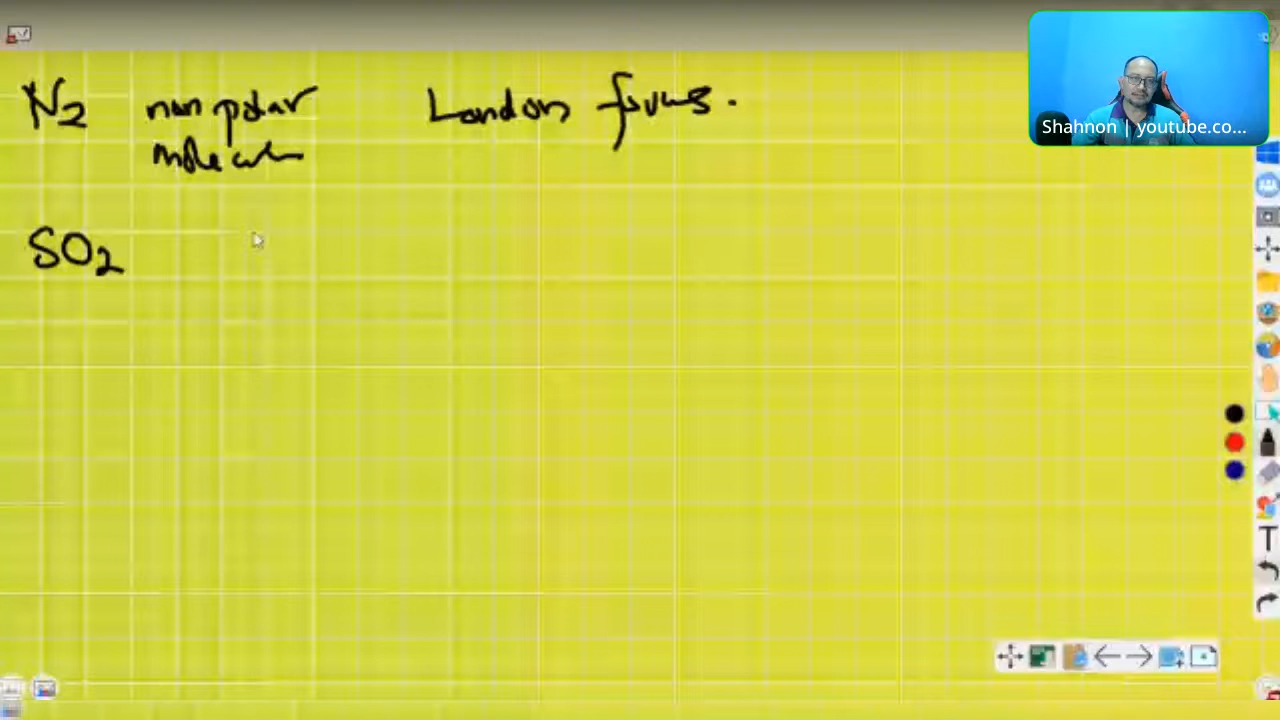 N2 non polar London forces.
molecule
SO2
Shahnon | youtube.co...
T